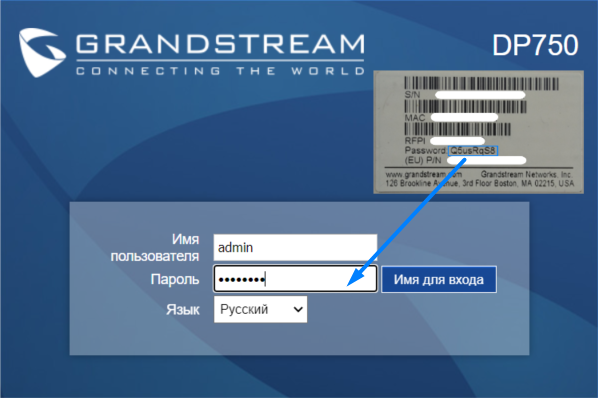 GRANDSTREAM
CONNECTING THE WORLD
DP750
S/N
MAC
RFPI
Password: Q5usRqS8
(EU) P/N
www.grandstream.com Grandstream Networks, Inc.
126 Brookline Avenue, 3rd Floor Boston, MA 02215, USA
Имя
пользователя
admin
Пароль
••••••••
Имя для входа
Язык
Русский